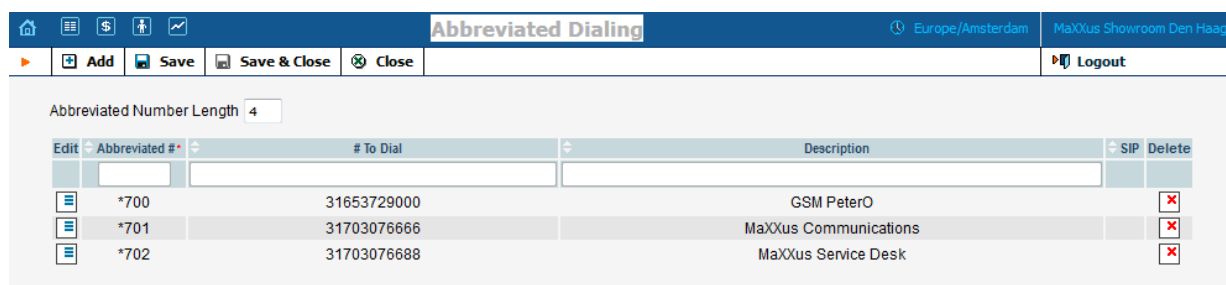 Abbreviated Dialing Europe/Amsterdam MaXXus Showroom Den Haag
Add Save Save & Close Close Logout
Abbreviated Number Length 4
Edit Abbreviated #* # To Dial Description SIP Delete
*700 31653729000 GSM PeterO
*701 31703076666 MaXXus Communications
*702 31703076688 MaXXus Service Desk